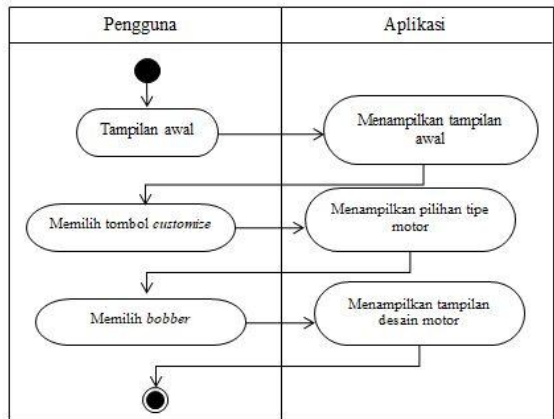 Pengguna
Aplikasi
Tampilan awal
Menampilkan tampilan
awal
Memilih tombol customize
Menampilkan pilihan tipe
motor
Memilih bobber
Menampilkan tampilan
desain motor